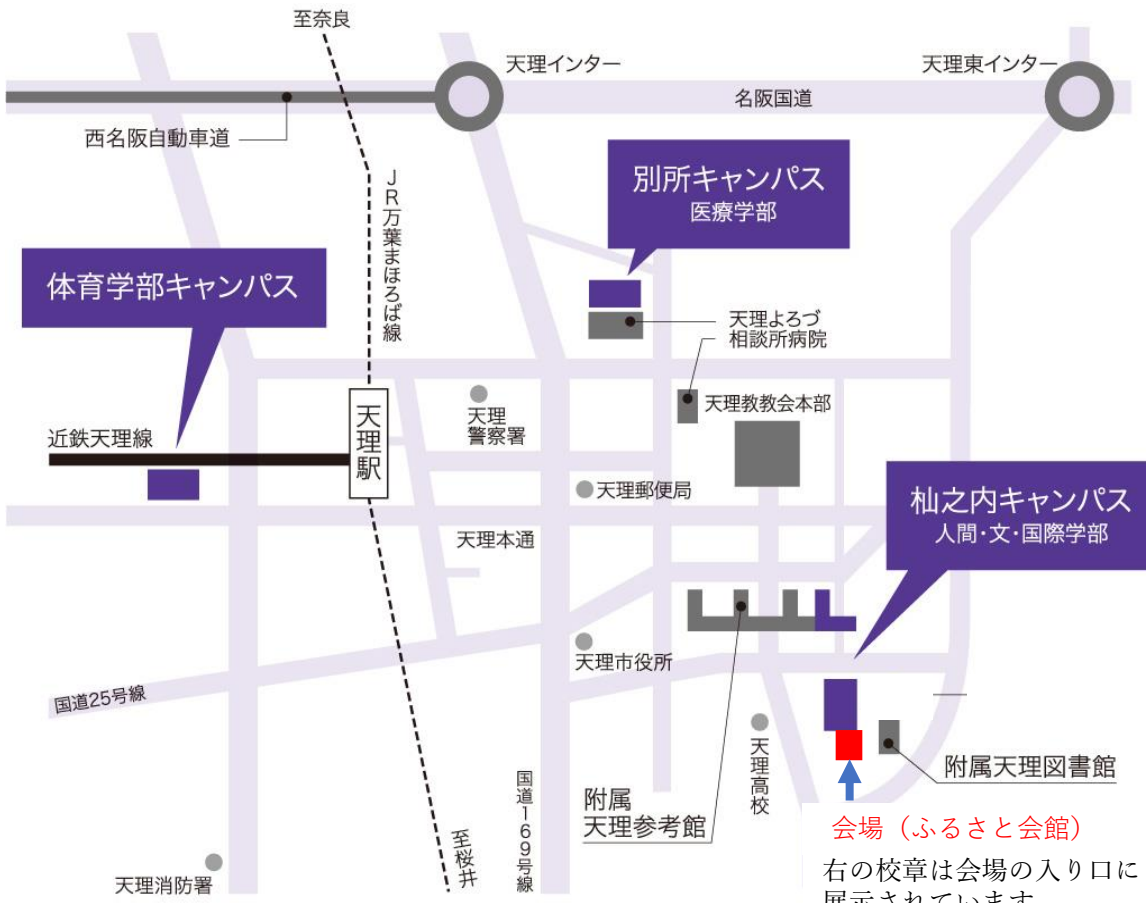 至奈良
天理インター
天理東インター
名阪国道
西名阪自動車道
JR万葉まほろば線
別所キャンパス
医療学部
体育学部キャンパス
天理よろづ
相談所病院
天理
警察署
天理教教会本部
近鉄天理線
天理駅
天理郵便局
杣之内キャンパス
人間・文・国際学部
天理本通
天理市役所
国道25号線
天理高校
附属天理図書館
国道169号線
附属
天理参考館
至桜井
天理消防署
会場（ふるさと会館）
右の校章は会場の入り口に
展示されています